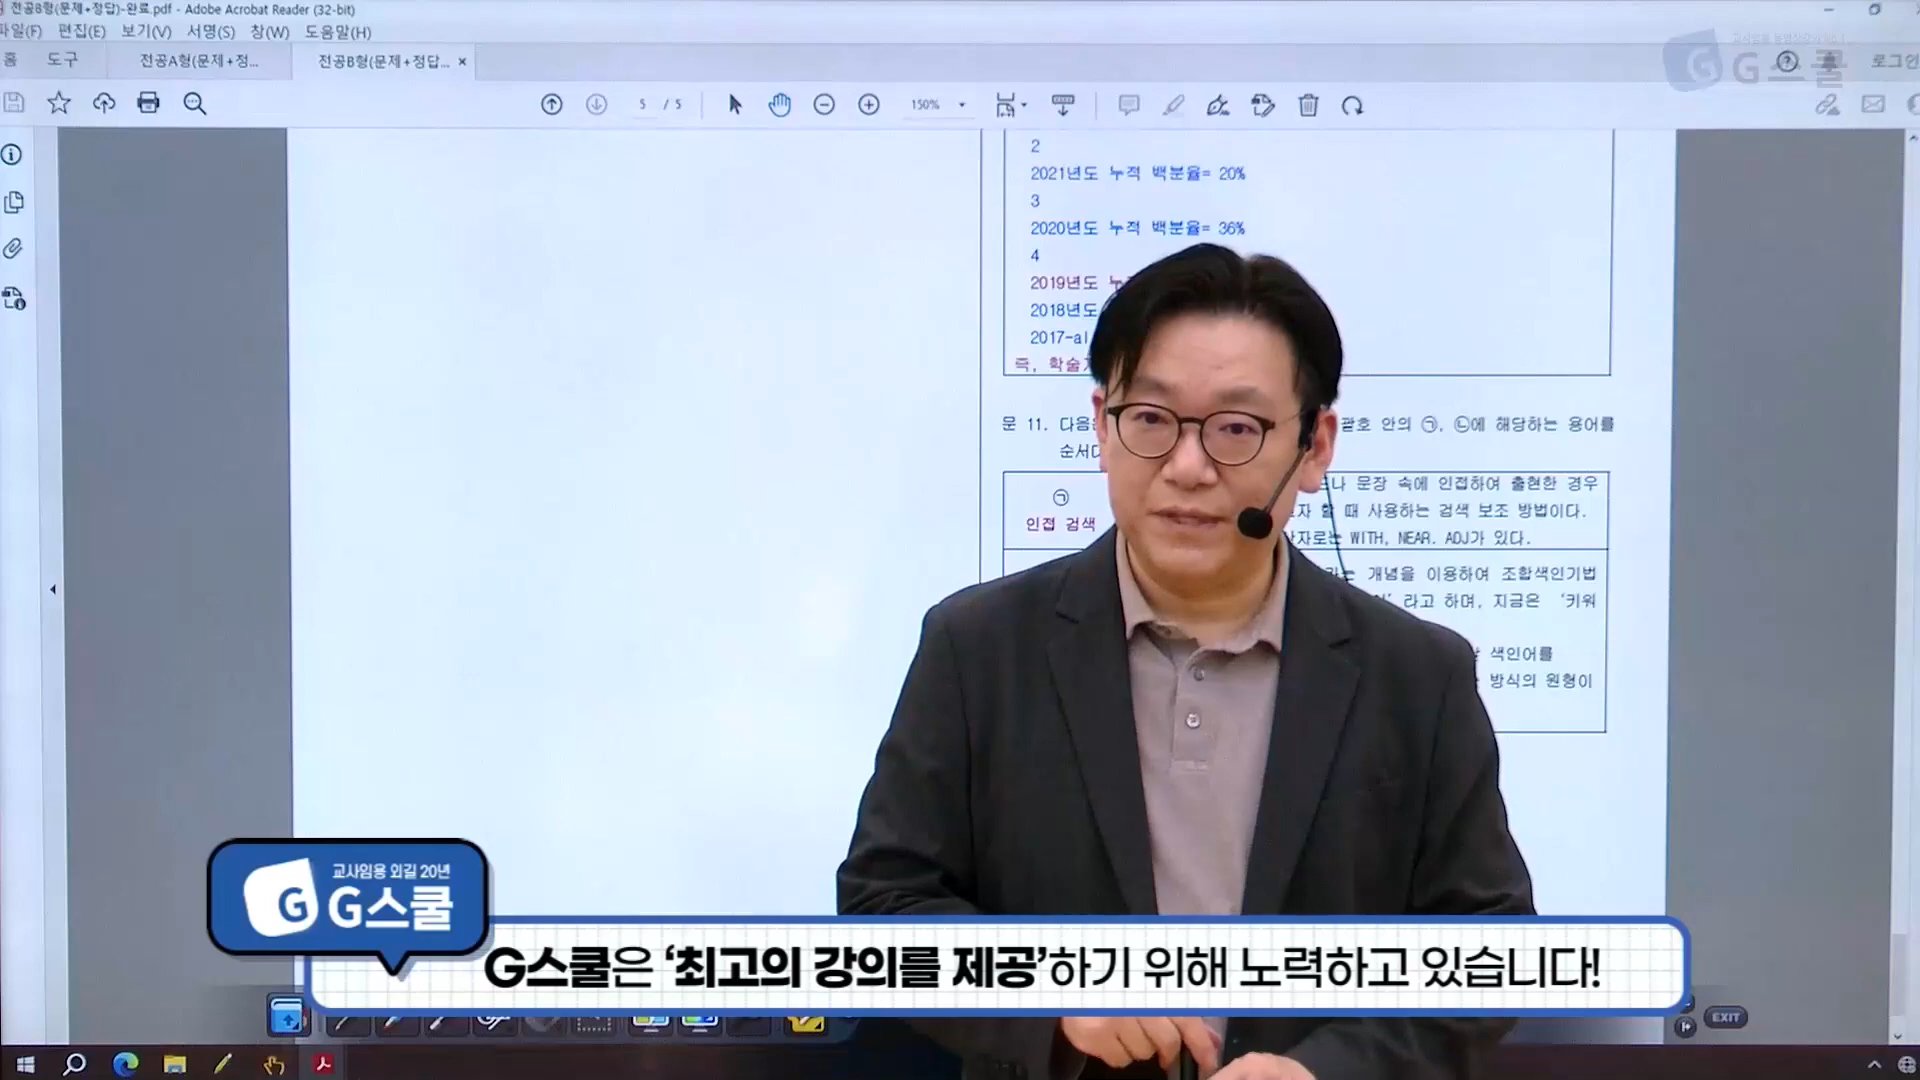 전공B형(문제+정답)-완료.pdf - Adobe Acrobat Reader (32-bit)
파일(F) 편집(E) 보기(V) 서명(S) 창(W) 도움말(H)
홈 도구 전공A형(문제+정... 전공B형(문제+정답... ×
로그인
G스쿨
5 / 5
150%
2
2021년도 누적 백분율= 20%
3
2020년도 누적 백분율= 36%
4
2019년도
2018년도
2017-al
즉, 학술
문 11. 다음 괄호 안의 ㉠, ㉡에 해당하는 용어를
순서
㉠
인접 검색
문장 속에 인접하여 출현한 경우
할 때 사용하는 검색 보조 방법이다.
WITH, NEAR. ADJ가 있다.
개념을 이용하여 조합색인기법
라고 하며, 지금은 ‘키워
색인어를
방식의 원형이
교사임용 외길 20년
G스쿨
G스쿨은 ‘최고의 강의를 제공’하기 위해 노력하고 있습니다!
EXIT